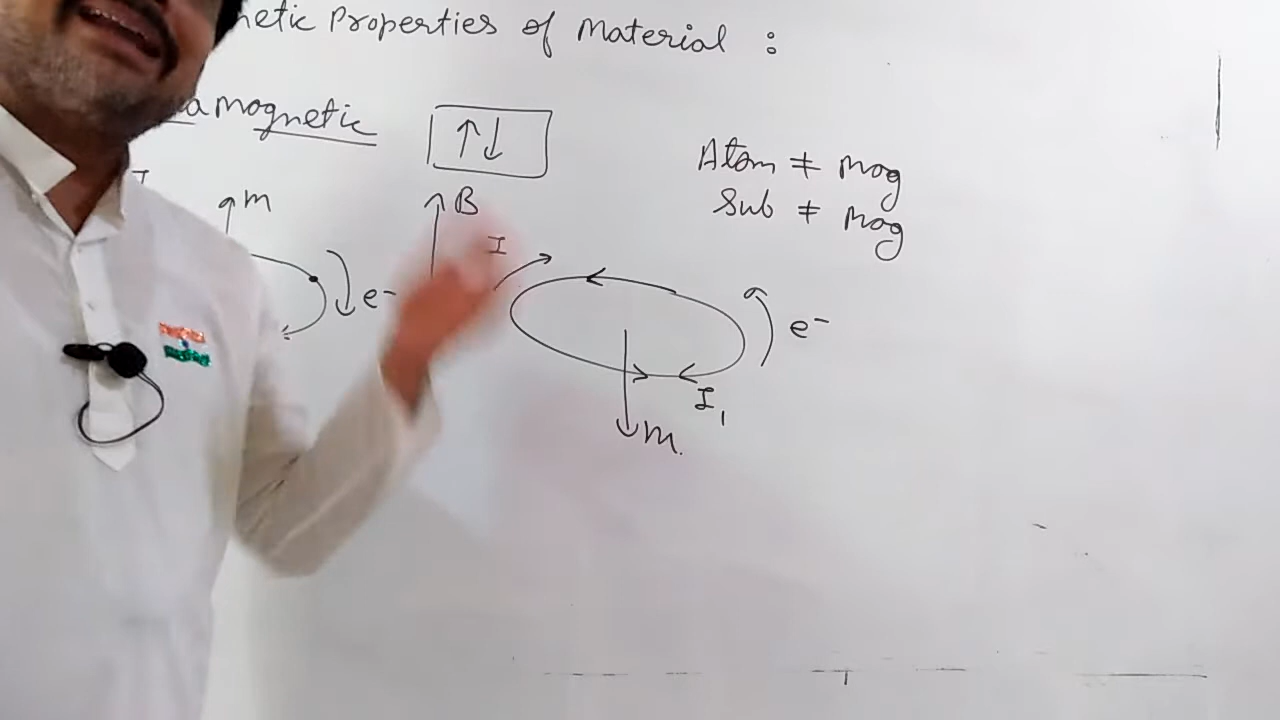 netic Properties of Material :
amagnetic ↑↓
Atom ≠ mag
Sub ≠ mag
I
m
B
I
e-
e-
I1
m.